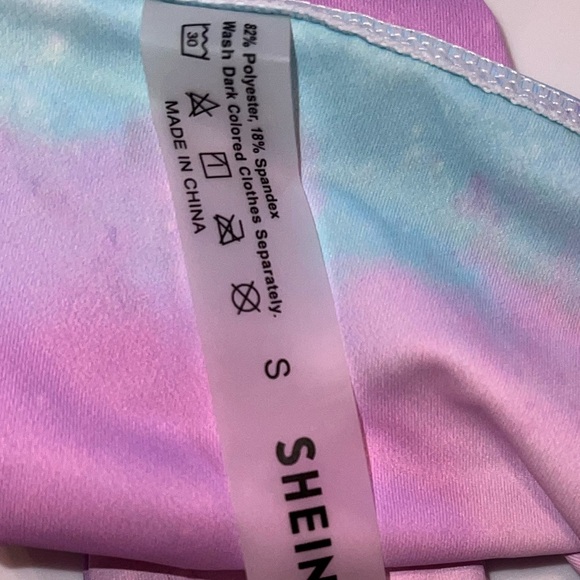 82% Polyester, 18% Spandex
Wash Dark Colored Clothes Separately.
30
MADE IN CHINA
S
SHEIN